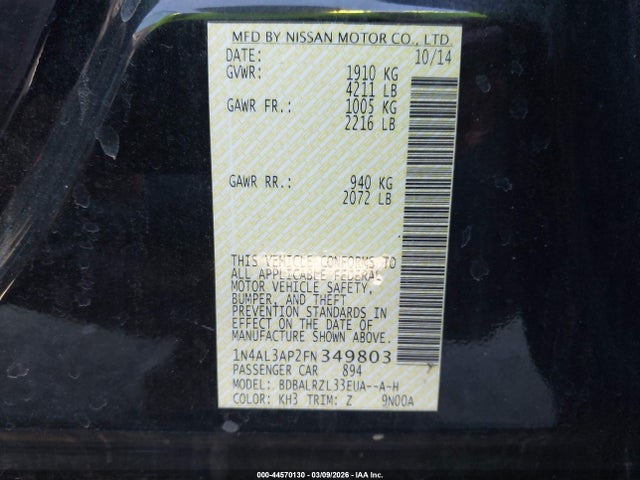 MFD BY NISSAN MOTOR CO., LTD.
DATE: 10/14
GVWR: 1910 KG
4211 LB
GAWR FR.: 1005 KG
2216 LB
GAWR RR.: 940 KG
2072 LB
THIS VEHICLE CONFORMS TO
ALL APPLICABLE FEDERAL
MOTOR VEHICLE SAFETY,
BUMPER, AND THEFT
PREVENTION STANDARDS IN
EFFECT ON THE DATE OF
MANUFACTURE SHOWN ABOVE.
1N4AL3AP2FN349803
PASSENGER CAR 894
MODEL: BDBALRZL33EUA--A-H
COLOR: KH3 TRIM: Z 9N00A
000-44570130 - 03/09/2026 - IAA Inc.